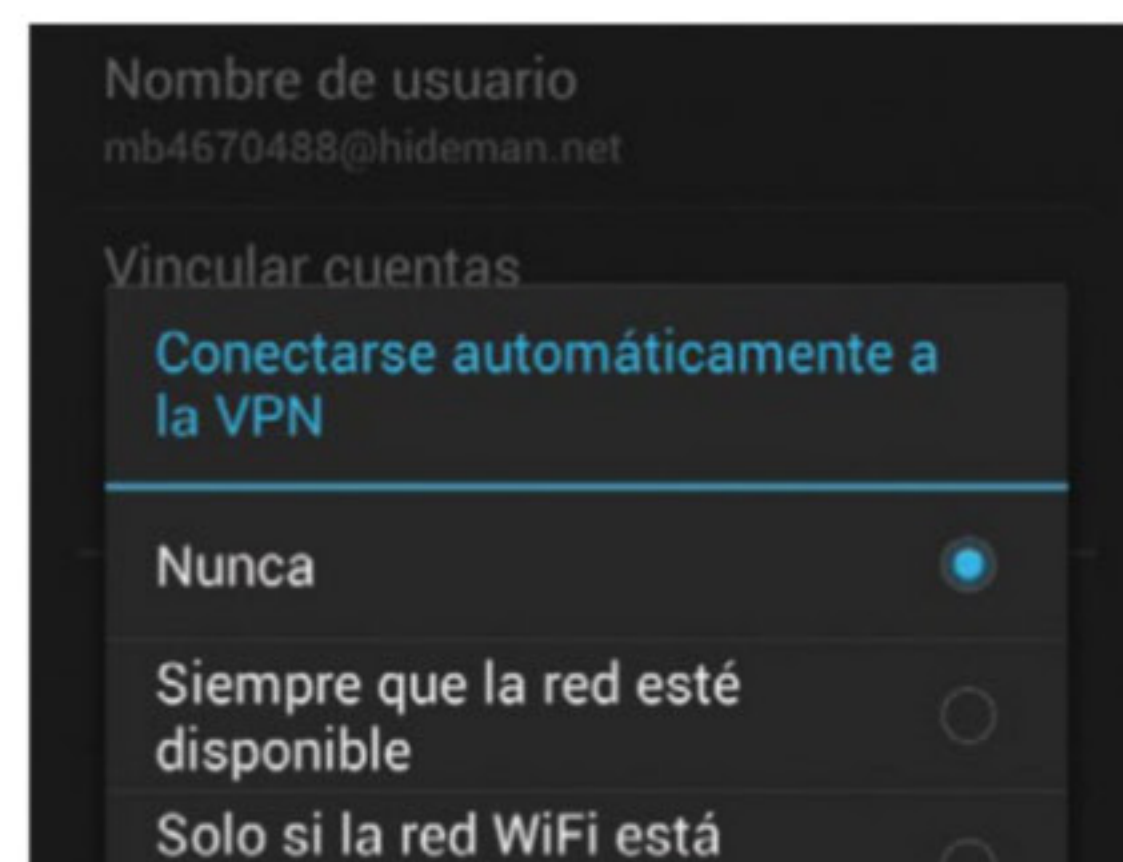 Nombre de usuario
mb4670488@hideman.net
Vincular cuentas
Conectarse automáticamente a
la VPN
Nunca
Siempre que la red esté
disponible
Solo si la red WiFi está